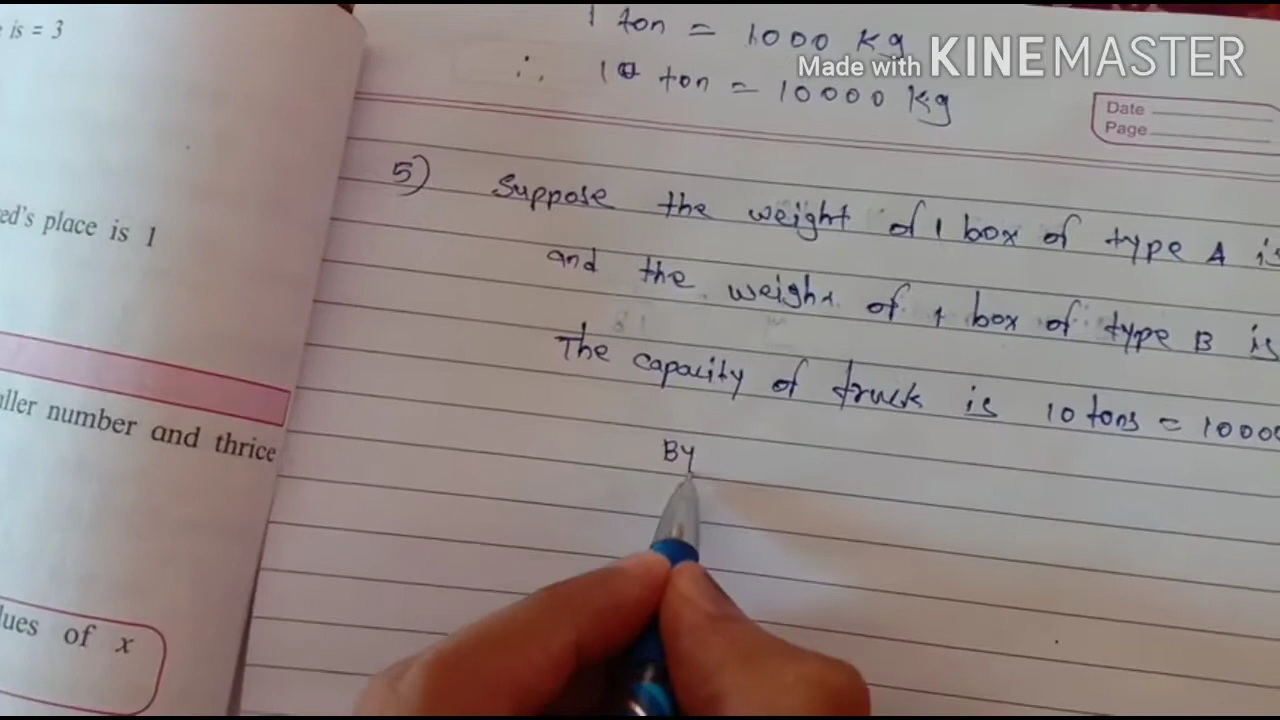 is = 3
ed's place is 1
ller number and thrice
lues of x
1 ton = 1000 kg
Made with KINEMASTER
∴ 10 ton = 10000 kg
Date
Page
5) Suppose the weight of 1 box of type A is
and the weight of 1 box of type B is
The capacity of truck is 10 tons = 1000
By